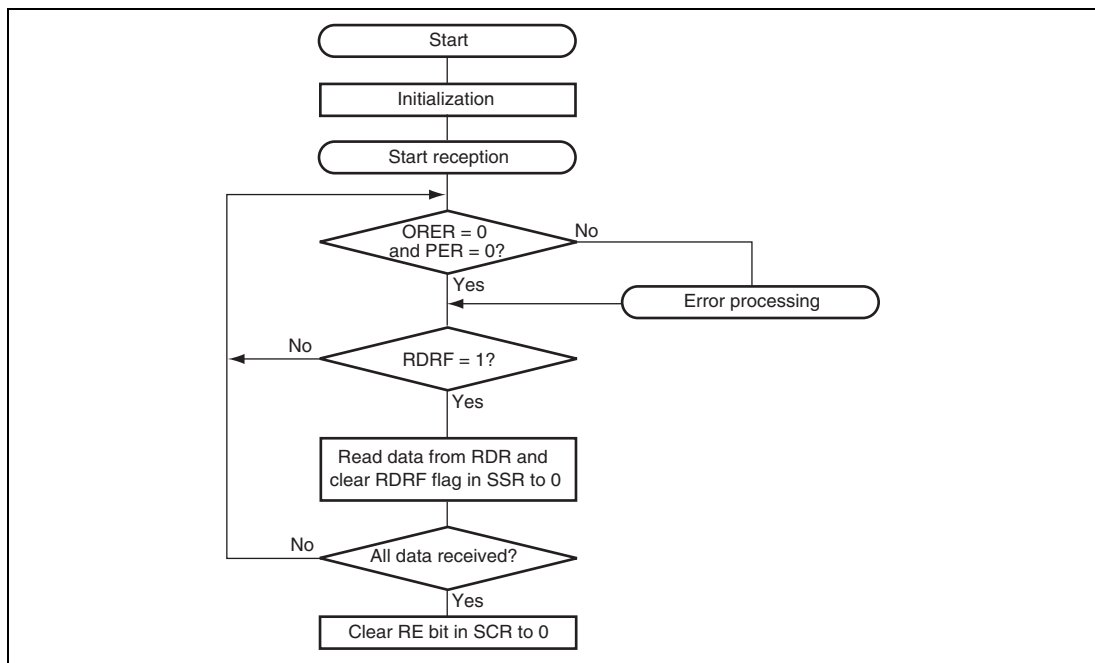 Start
Initialization
Start reception
ORER = 0
and PER = 0?
No
Yes
Error processing
No
RDRF = 1?
Yes
Read data from RDR and
clear RDRF flag in SSR to 0
No
All data received?
Yes
Clear RE bit in SCR to 0